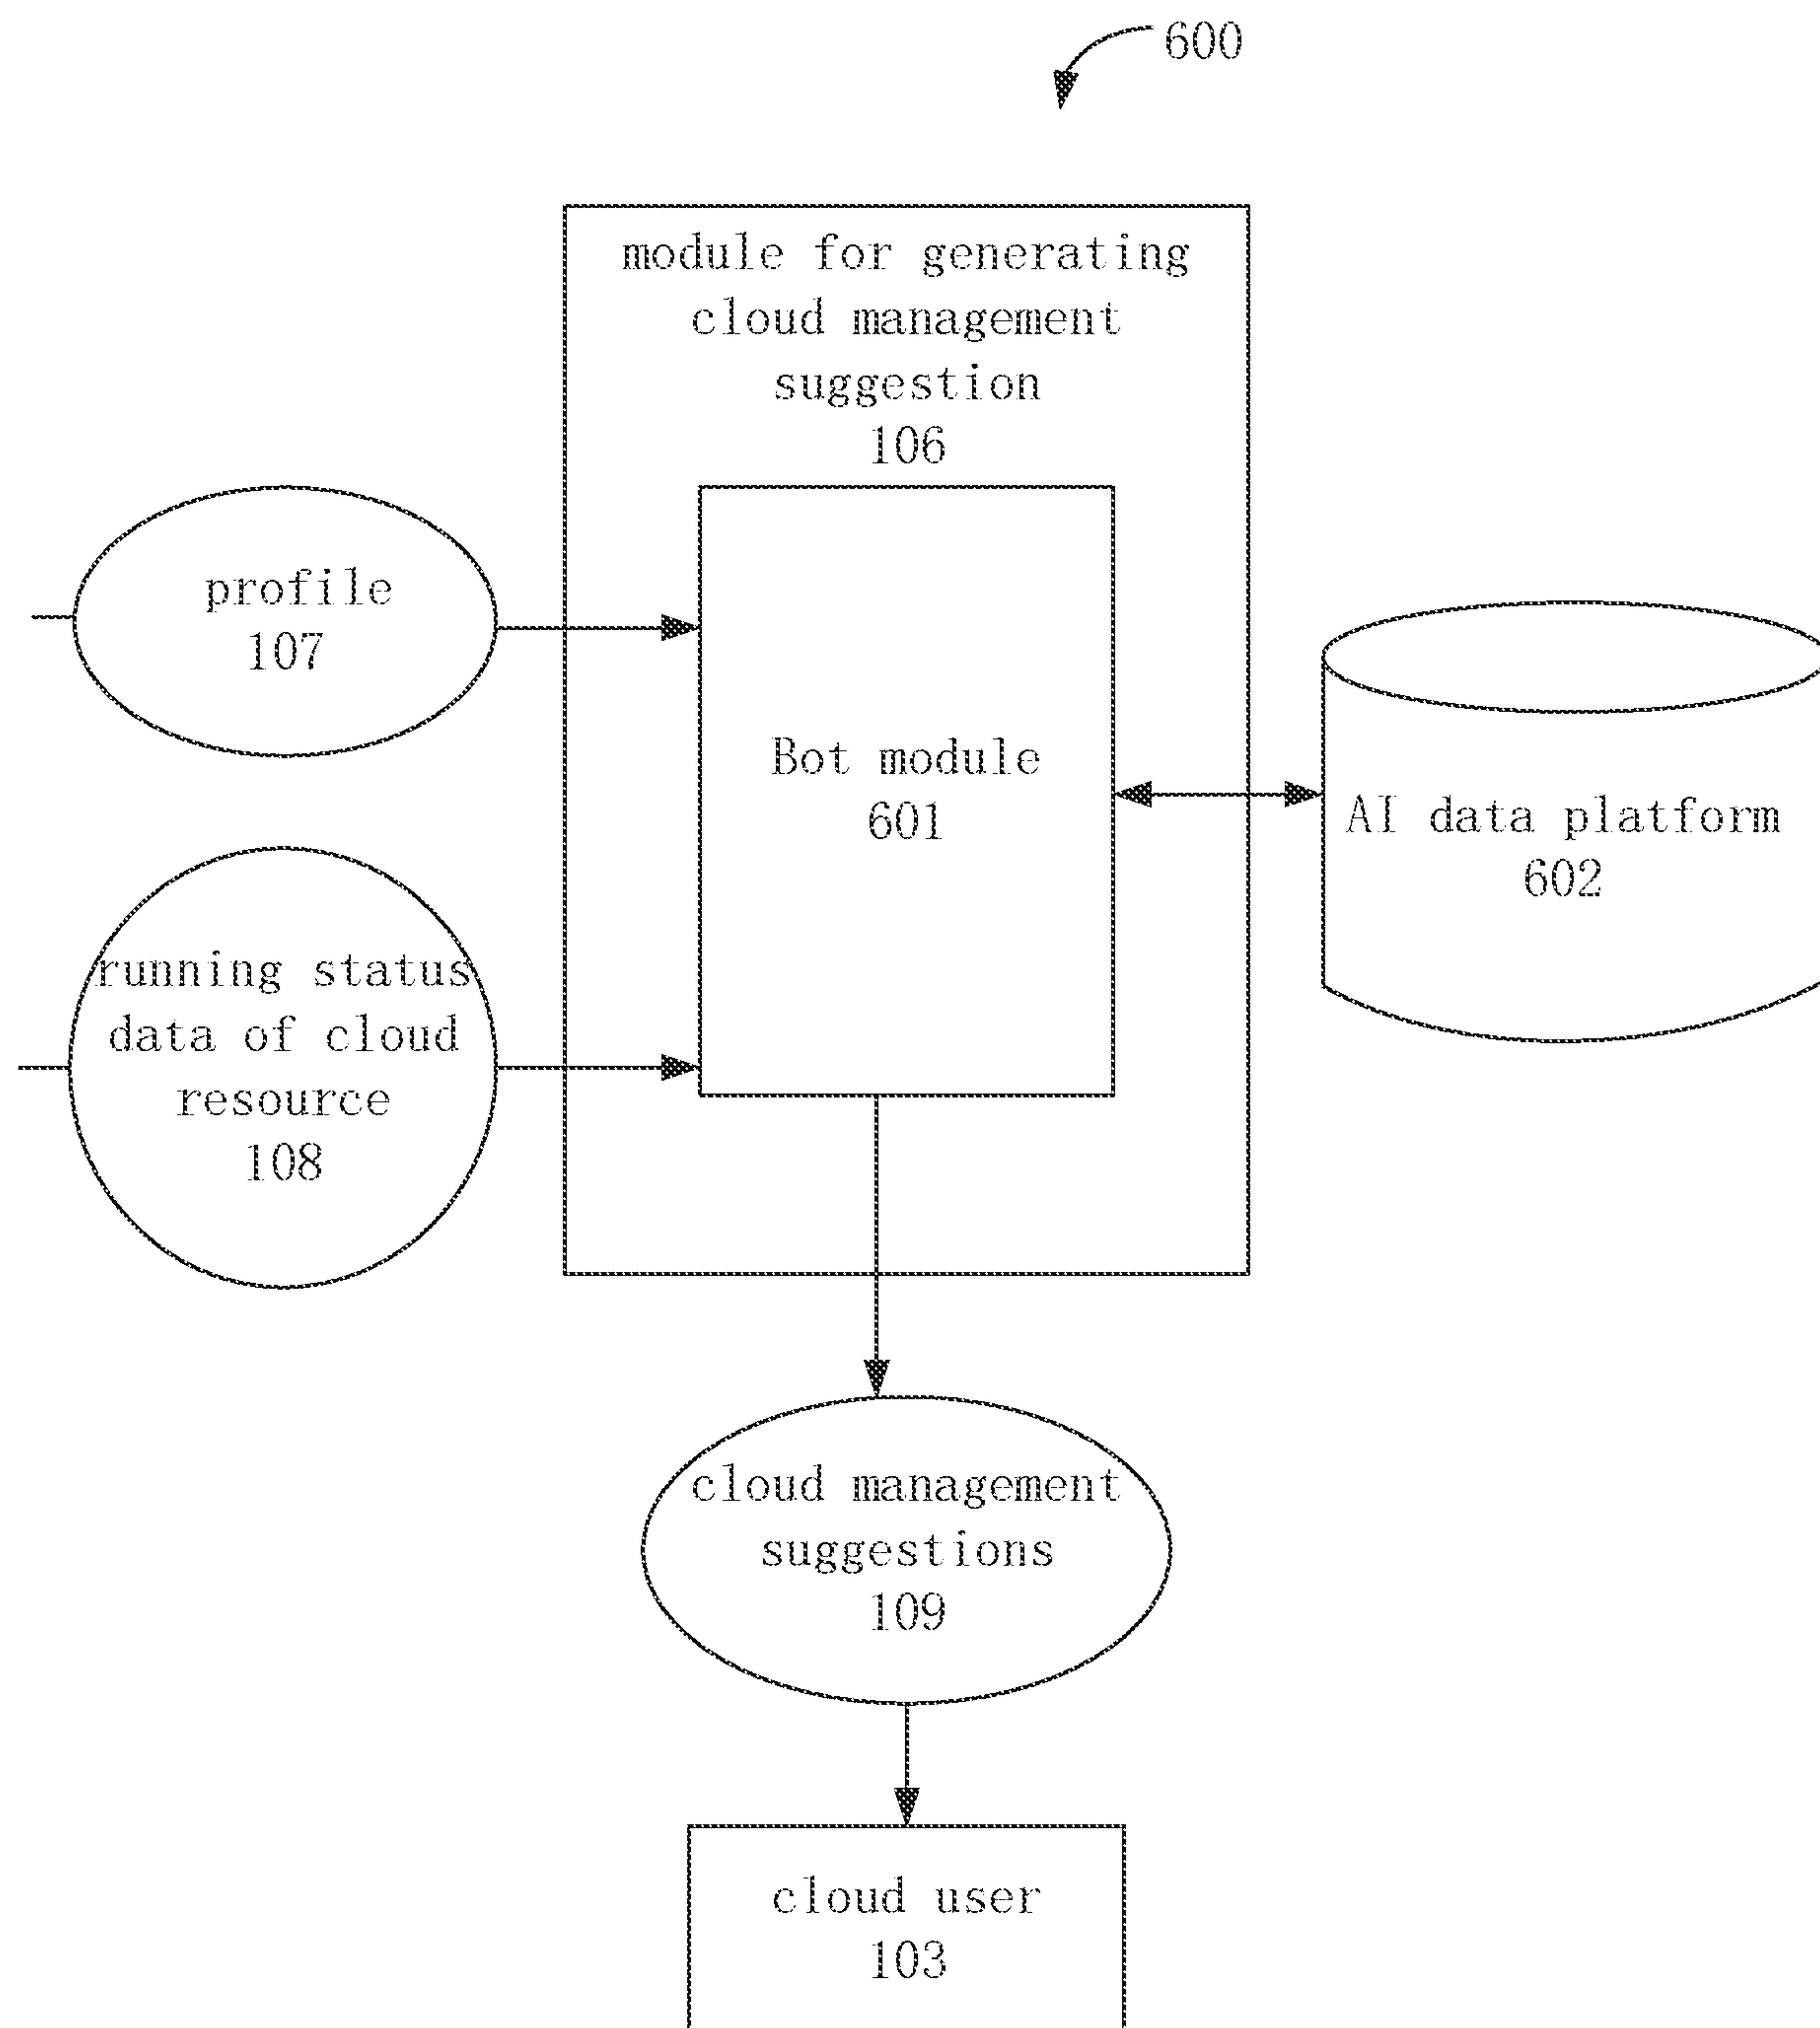 600
module for generating
cloud management
suggestion
106
profile
107
Bot module
601
AI data platform
602
running status
data of cloud
resource
108
cloud management
suggestions
109
cloud user
103